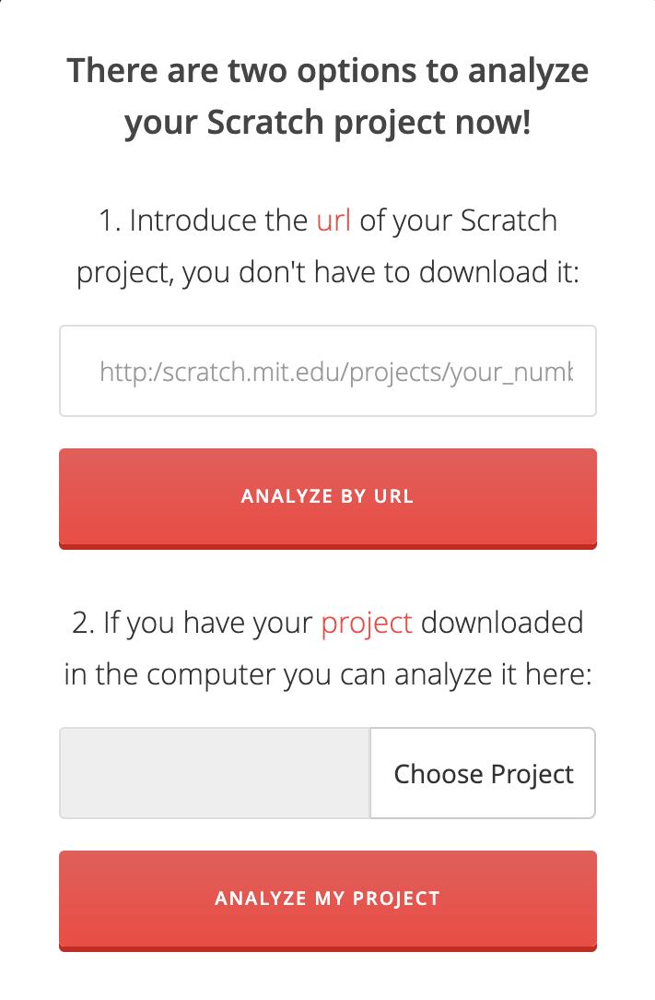 There are two options to analyze
your Scratch project now!
1. Introduce the url of your Scratch
project, you don't have to download it:
http:/scratch.mit.edu/projects/your_numb
ANALYZE BY URL
2. If you have your project downloaded
in the computer you can analyze it here:
Choose Project
ANALYZE MY PROJECT